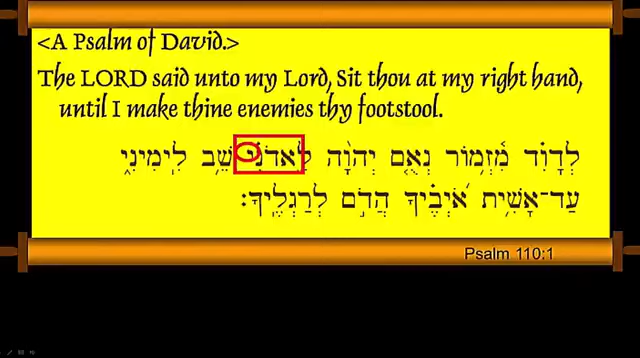 <A Psalm of David.>
The LORD said unto my Lord, Sit thou at my right hand,
until I make thine enemies thy footstool.
לְדָוִ֗ד מִ֫זְמ֥וֹר נְאֻ֤ם יְהוָ֨ה לַֽאדֹנִ֗י שֵׁ֥ב לִֽימִינִ֑י
עַד־אָשִׁ֥ית אֹ֝יְבֶ֗יךָ הֲדֹ֣ם לְרַגְלֶֽיךָ׃
Psalm 110:1